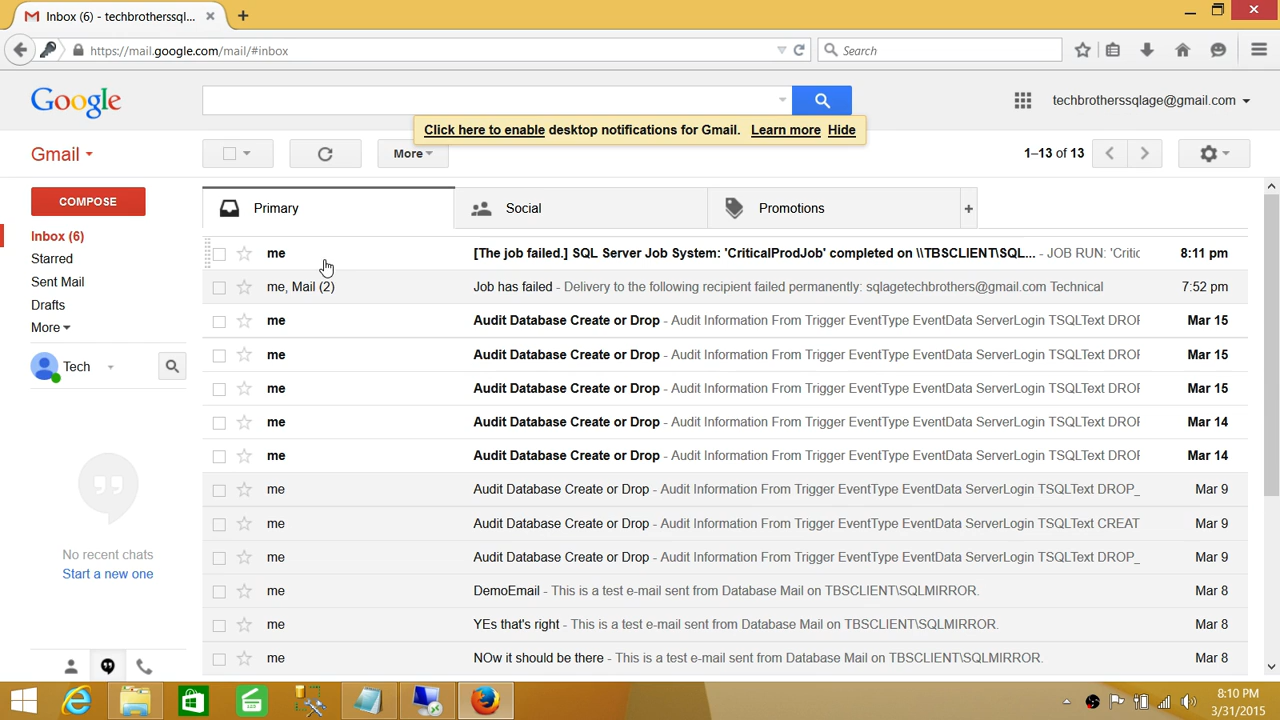 Inbox (6) - techbrotherssql...
https://mail.google.com/mail/#inbox
Search
Google
techbrotherssqlage@gmail.com
Click here to enable desktop notifications for Gmail. Learn more Hide
Gmail
More
1–13 of 13
COMPOSE
Inbox (6)
Starred
Sent Mail
Drafts
More
Tech
No recent chats
Start a new one
Primary
Social
Promotions
+
me [The job failed.] SQL Server Job System: 'CriticalProdJob' completed on \\TBSCLIENT\SQL... - JOB RUN: 'Critic 8:11 pm
me, Mail (2) Job has failed - Delivery to the following recipient failed permanently: sqlagetechbrothers@gmail.com Technical 7:52 pm
me Audit Database Create or Drop - Audit Information From Trigger EventType EventData ServerLogin TSQLText DROP Mar 15
me Audit Database Create or Drop - Audit Information From Trigger EventType EventData ServerLogin TSQLText DROP Mar 15
me Audit Database Create or Drop - Audit Information From Trigger EventType EventData ServerLogin TSQLText DROP Mar 15
me Audit Database Create or Drop - Audit Information From Trigger EventType EventData ServerLogin TSQLText DROP Mar 14
me Audit Database Create or Drop - Audit Information From Trigger EventType EventData ServerLogin TSQLText DROP Mar 14
me Audit Database Create or Drop - Audit Information From Trigger EventType EventData ServerLogin TSQLText DROP_ Mar 9
me Audit Database Create or Drop - Audit Information From Trigger EventType EventData ServerLogin TSQLText CREAT Mar 9
me Audit Database Create or Drop - Audit Information From Trigger EventType EventData ServerLogin TSQLText DROP_ Mar 9
me DemoEmail - This is a test e-mail sent from Database Mail on TBSCLIENT\SQLMIRROR. Mar 8
me YEs that's right - This is a test e-mail sent from Database Mail on TBSCLIENT\SQLMIRROR. Mar 8
me NOw it should be there - This is a test e-mail sent from Database Mail on TBSCLIENT\SQLMIRROR. Mar 8
8:10 PM
3/31/2015